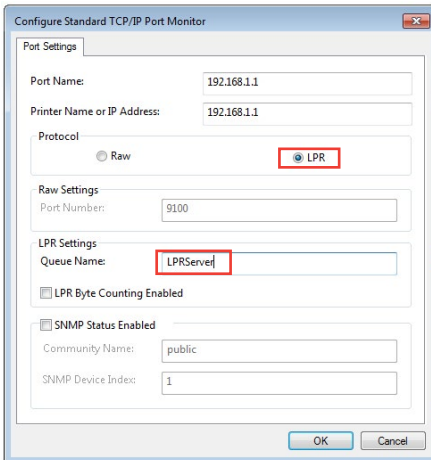 Configure Standard TCP/IP Port Monitor
Port Settings
Port Name: 192.168.1.1
Printer Name or IP Address: 192.168.1.1
Protocol
Raw LPR
Raw Settings
Port Number: 9100
LPR Settings
Queue Name: LPRServer
LPR Byte Counting Enabled
SNMP Status Enabled
Community Name: public
SNMP Device Index: 1
OK Cancel